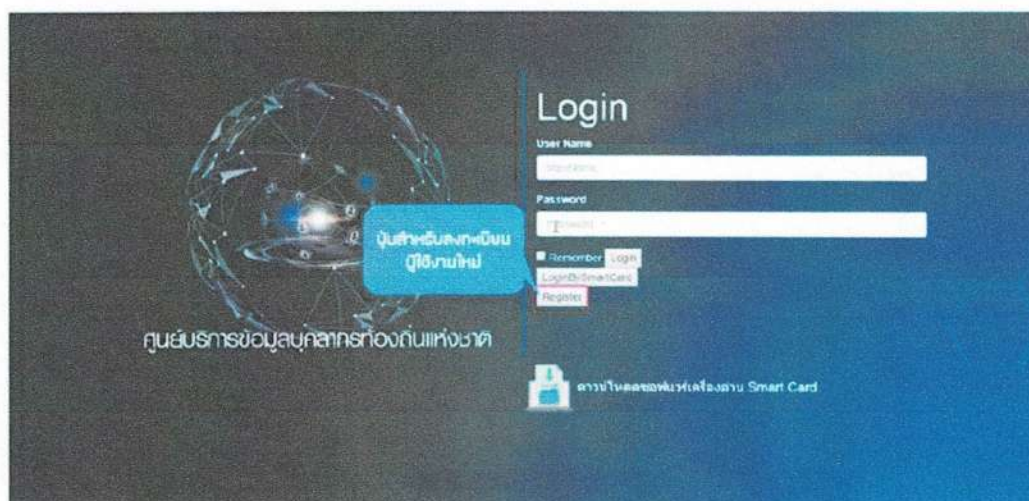 Login
User Name
Password
ปุ่มสำหรับลงทะเบียน
ผู้ใช้งานใหม่
Remember Login
LoginBySmartCard
Register
ศูนย์บริการข้อมูลบุคลากรท้องถิ่นแห่งชาติ
ดาวน์โหลดซอฟแวร์เครื่องอ่าน Smart Card